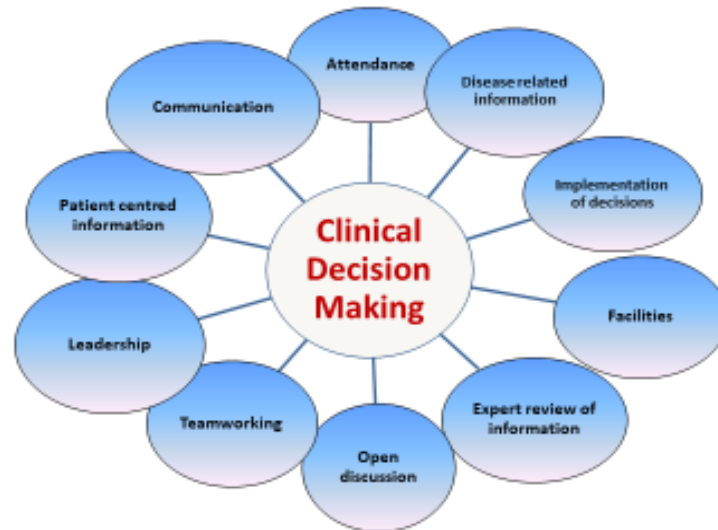 Attendance
Disease related
information
Implementation
of decisions
Facilities
Expert review of
information
Open
discussion
Teamworking
Leadership
Patient centred
information
Communication
Clinical
Decision
Making